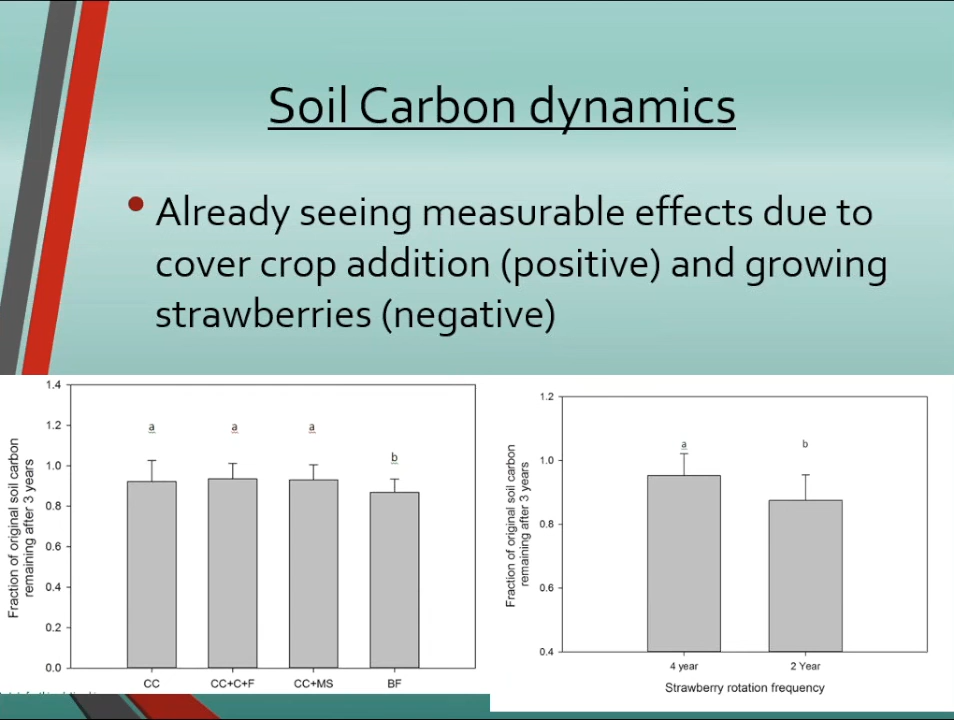 Soil Carbon dynamics
• Already seeing measurable effects due to
cover crop addition (positive) and growing
strawberries (negative)
Fraction of original soil carbon
remaining after 3 years
1.4
1.2
1.0
0.8
0.6
0.4
0.2
0.0
a
a
a
b
CC
CC+C+F
CC+MS
BF
Fraction of original soil carbon
remaining after 3 years
1.2
1.0
0.8
0.6
0.4
a
b
4 year
2 Year
Strawberry rotation frequency